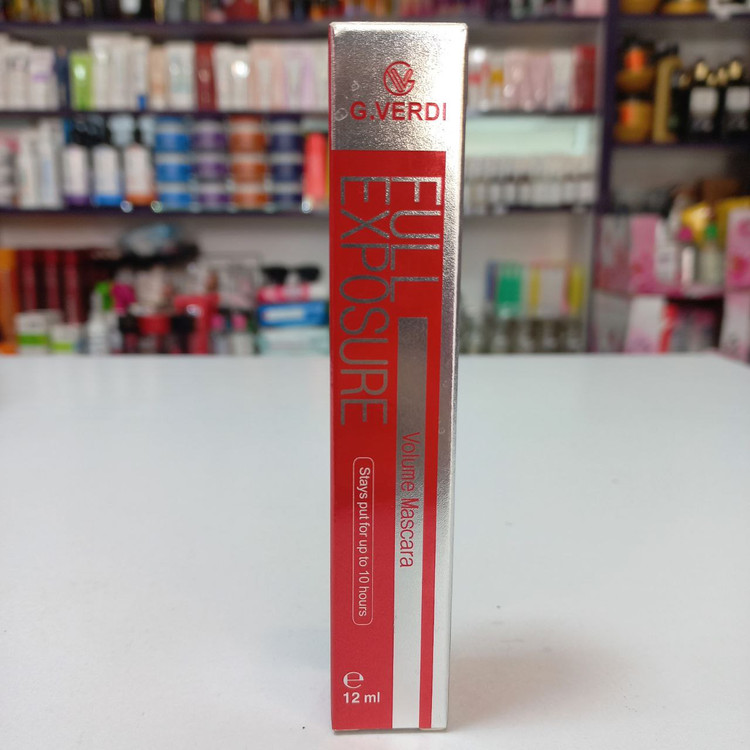 G.VERDI
FULL
EXPOSURE
Volume Mascara
Stays put for up to 10 hours
℮
12 ml